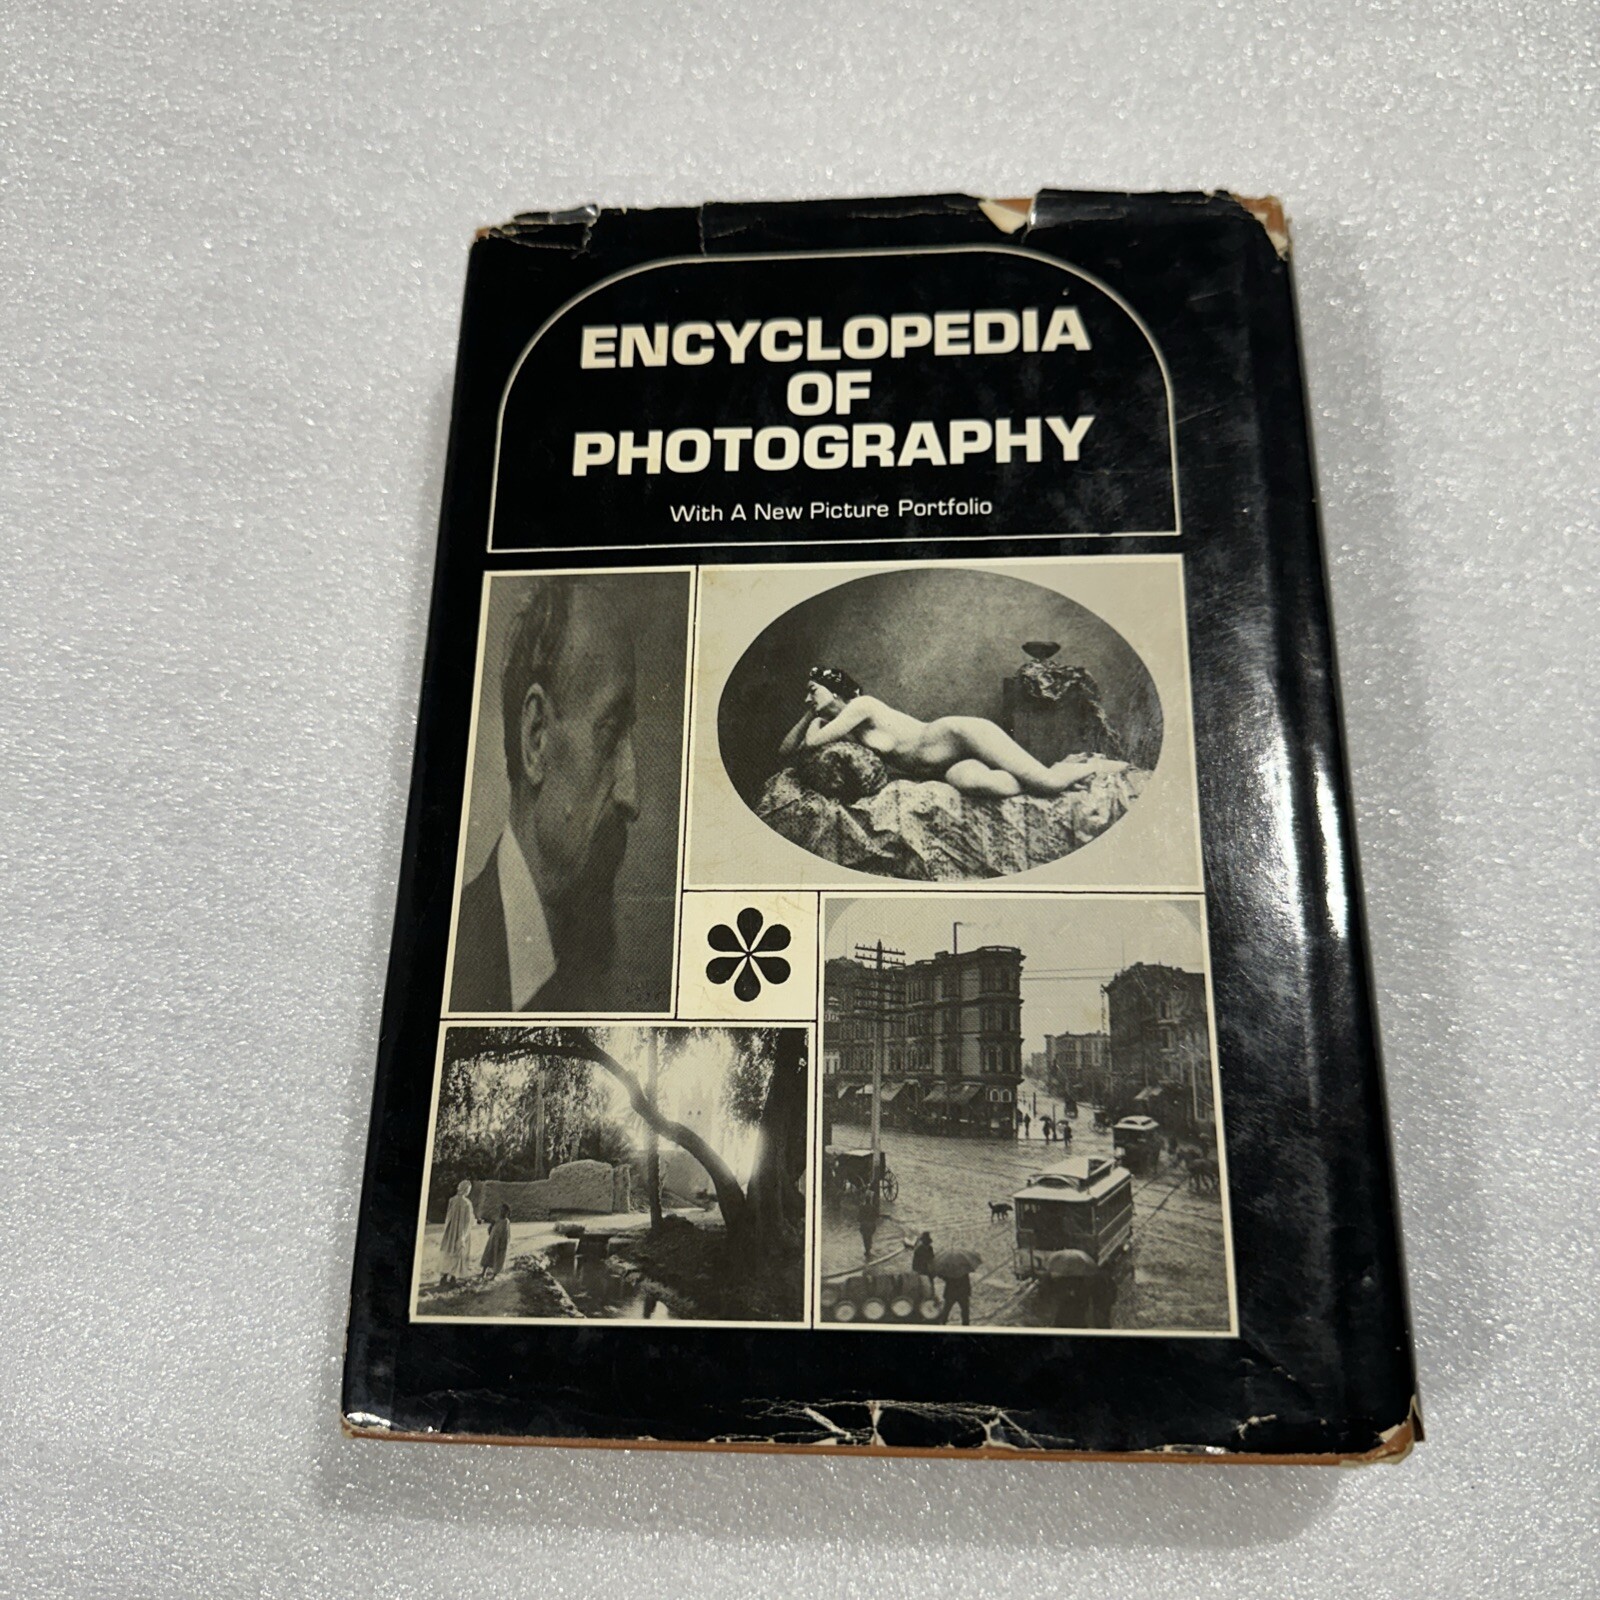 ENCYCLOPEDIA
OF
PHOTOGRAPHY
With A New Picture Portfolio